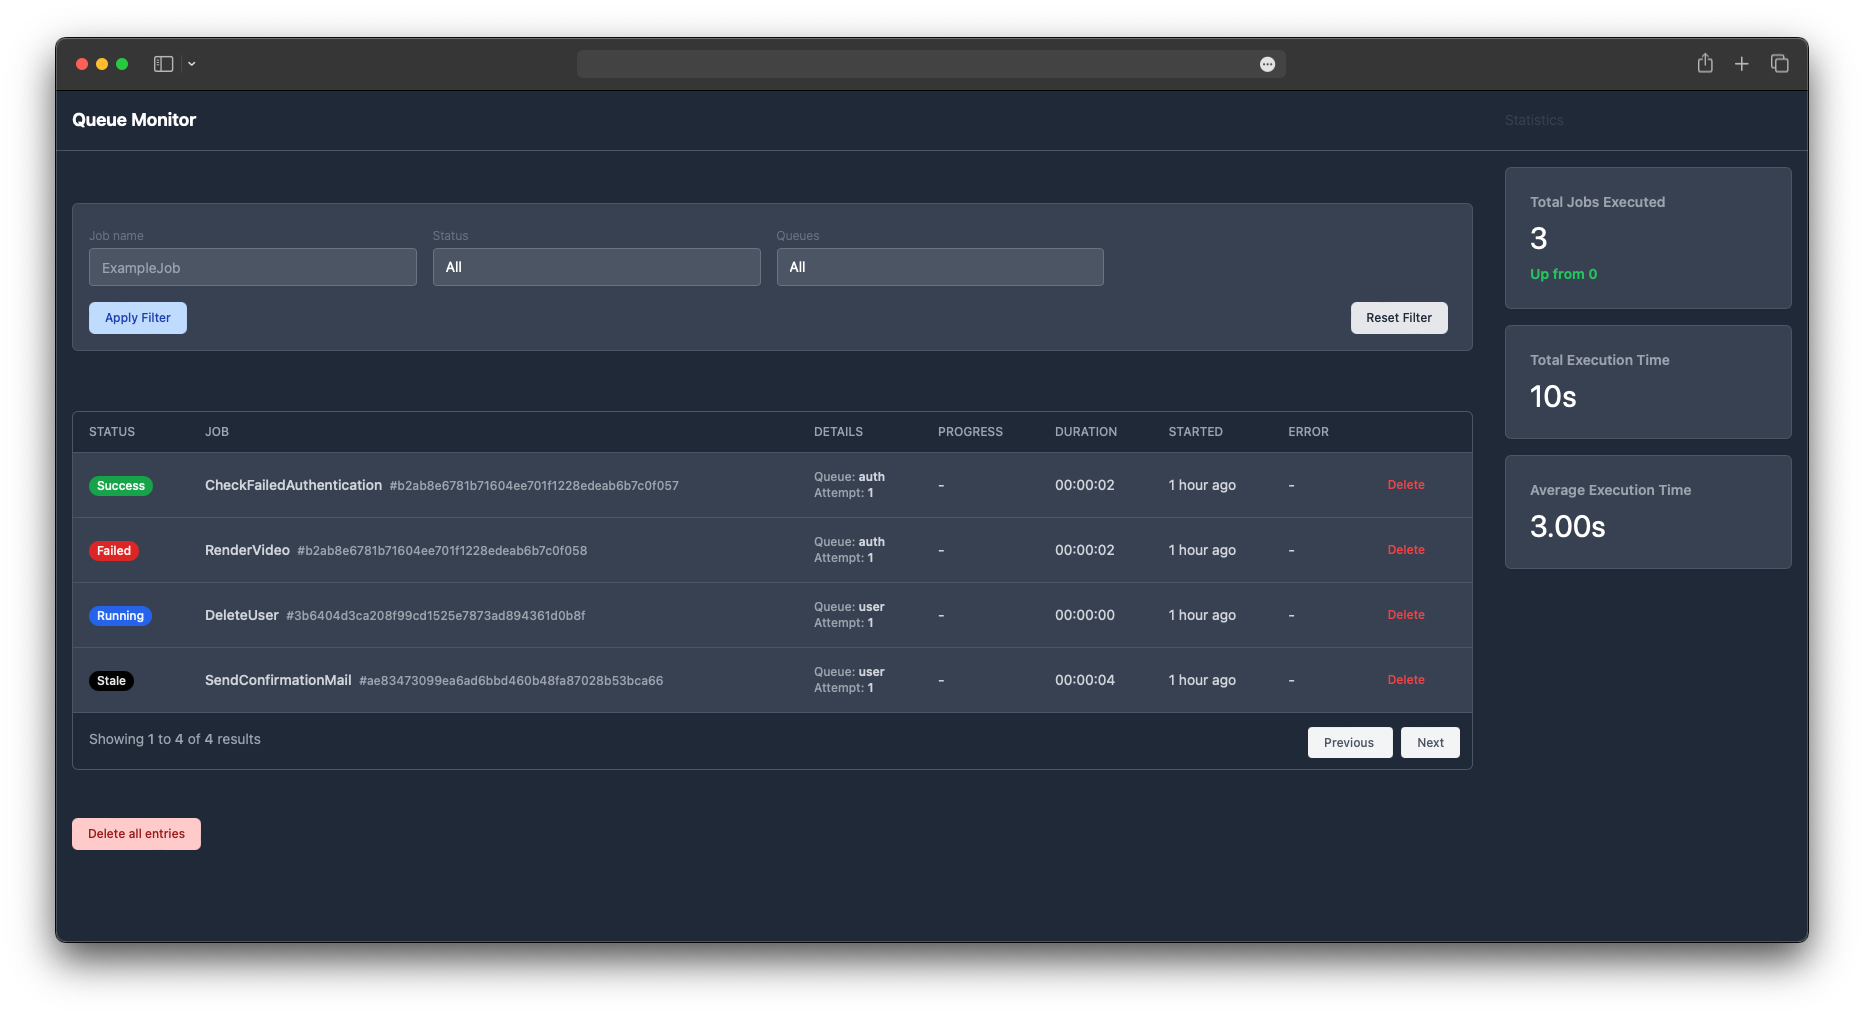 Queue Monitor
Statistics
Job name
Status
Queues
ExampleJob
All
All
Apply Filter
Reset Filter
STATUS JOB DETAILS PROGRESS DURATION STARTED ERROR
Success CheckFailedAuthentication #b2ab8e6781b71604ee701f1228edeab6b7c0f057 Queue: auth - 00:00:02 1 hour ago - Delete
Attempt: 1
Failed RenderVideo #b2ab8e6781b71604ee701f1228edeab6b7c0f058 Queue: auth - 00:00:02 1 hour ago - Delete
Attempt: 1
Running DeleteUser #3b6404d3ca208f99cd1525e7873ad894361d0b8f Queue: user - 00:00:00 1 hour ago - Delete
Attempt: 1
Stale SendConfirmationMail #ae83473099ea6ad6bbd460b48fa87028b53bca66 Queue: user - 00:00:04 1 hour ago - Delete
Attempt: 1
Showing 1 to 4 of 4 results
Previous
Next
Delete all entries
Total Jobs Executed
3
Up from 0
Total Execution Time
10s
Average Execution Time
3.00s